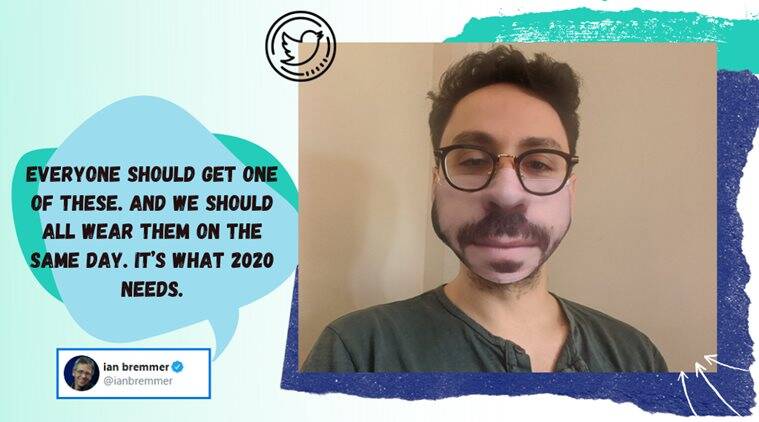 EVERYONE SHOULD GET ONE
OF THESE. AND WE SHOULD
ALL WEAR THEM ON THE
SAME DAY. IT'S WHAT 2020
NEEDS.
ian bremmer
@ianbremmer